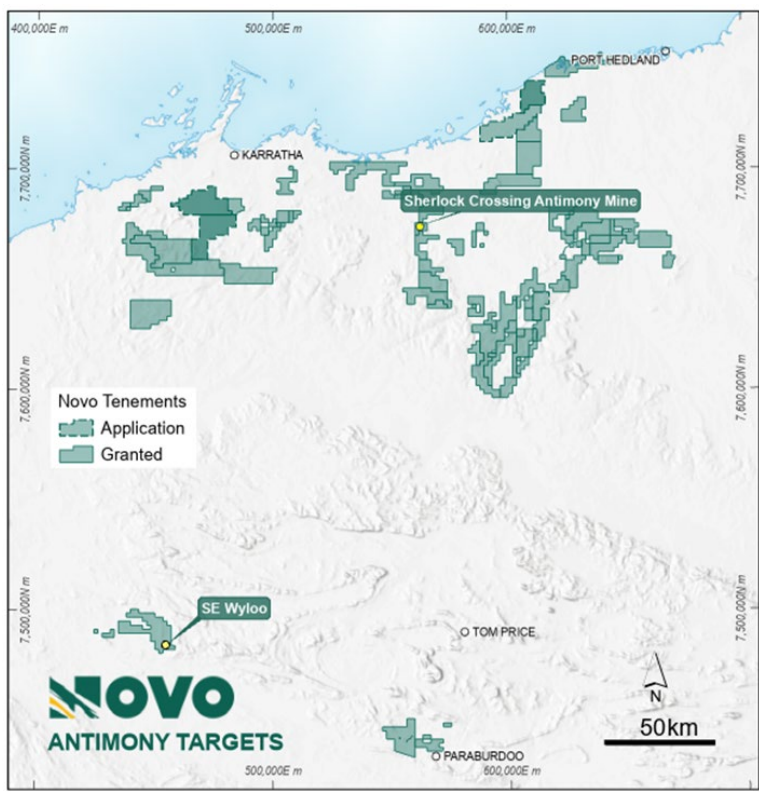 400,000E m
500,000E m
600,000E m
PORT HEDLAND
KARRATHA
7,700,000N m
7,700,000N m
Sherlock Crossing Antimony Mine
7,600,000N m
7,600,000N m
Novo Tenements
Application
Granted
7,500,000N m
7,500,000N m
SE Wyloo
TOM PRICE
NOVO
ANTIMONY TARGETS
N
50km
PARABURDOO
500,000E m
600,000E m